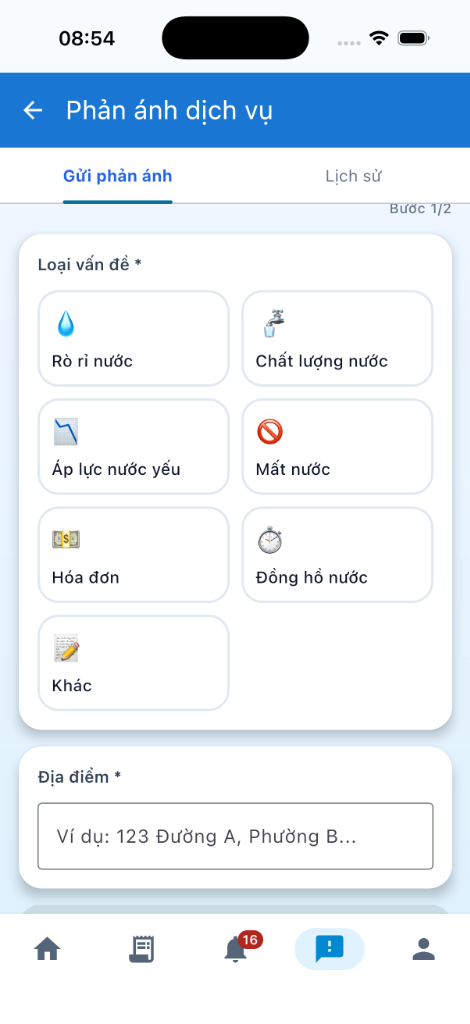 08:54
Phản ánh dịch vụ
Gửi phản ánh
Lịch sử
Bước 1/2
Loại vấn đề *
Rò rỉ nước
Chất lượng nước
Áp lực nước yếu
Mất nước
Hóa đơn
Đồng hồ nước
Khác
Địa điểm *
Ví dụ: 123 Đường A, Phường B...
16